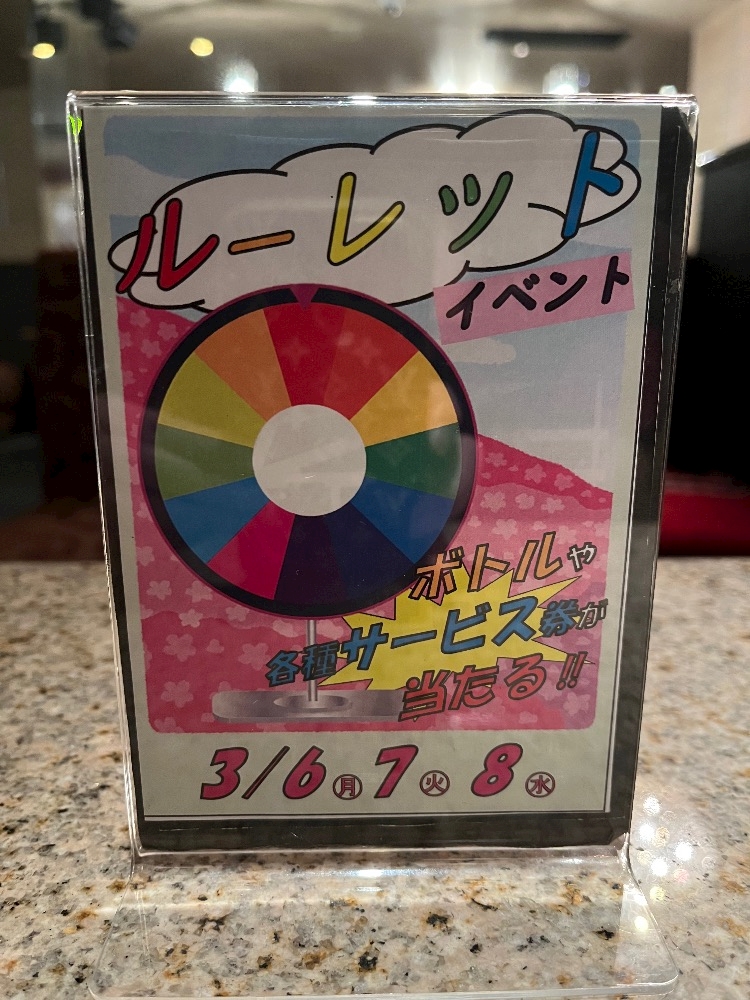 ルーレット
イベント
ボトルや
各種サービス券が
当たる!!
3/6㊊7㊋8㊌